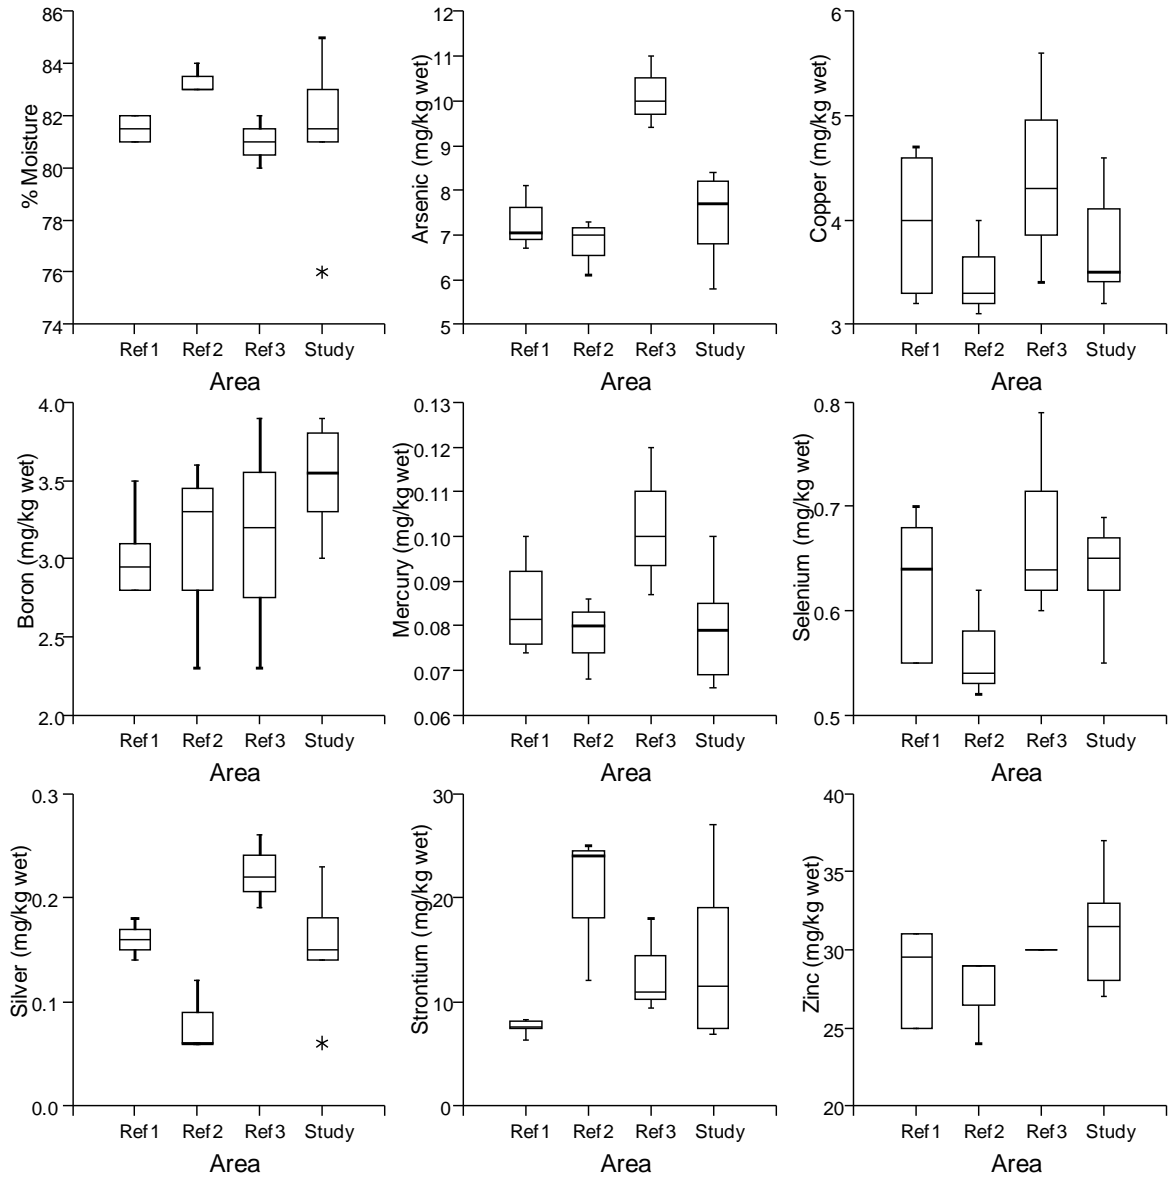 % Moisture
86
84
82
80
78
76
74
Ref1 Ref2 Ref3 Study
Area
Arsenic (mg/kg wet)
12
11
10
9
8
7
6
5
Ref1 Ref2 Ref3 Study
Area
Copper (mg/kg wet)
6
5
4
3
Ref1 Ref2 Ref3 Study
Area
Boron (mg/kg wet)
4.0
3.5
3.0
2.5
2.0
Ref1 Ref2 Ref3 Study
Area
Mercury (mg/kg wet)
0.13
0.12
0.11
0.10
0.09
0.08
0.07
0.06
Ref1 Ref2 Ref3 Study
Area
Selenium (mg/kg wet)
0.8
0.7
0.6
0.5
Ref1 Ref2 Ref3 Study
Area
Silver (mg/kg wet)
0.3
0.2
0.1
0.0
Ref1 Ref2 Ref3 Study
Area
Strontium (mg/kg wet)
30
20
10
0
Ref1 Ref2 Ref3 Study
Area
Zinc (mg/kg wet)
40
35
30
25
20
Ref1 Ref2 Ref3 Study
Area